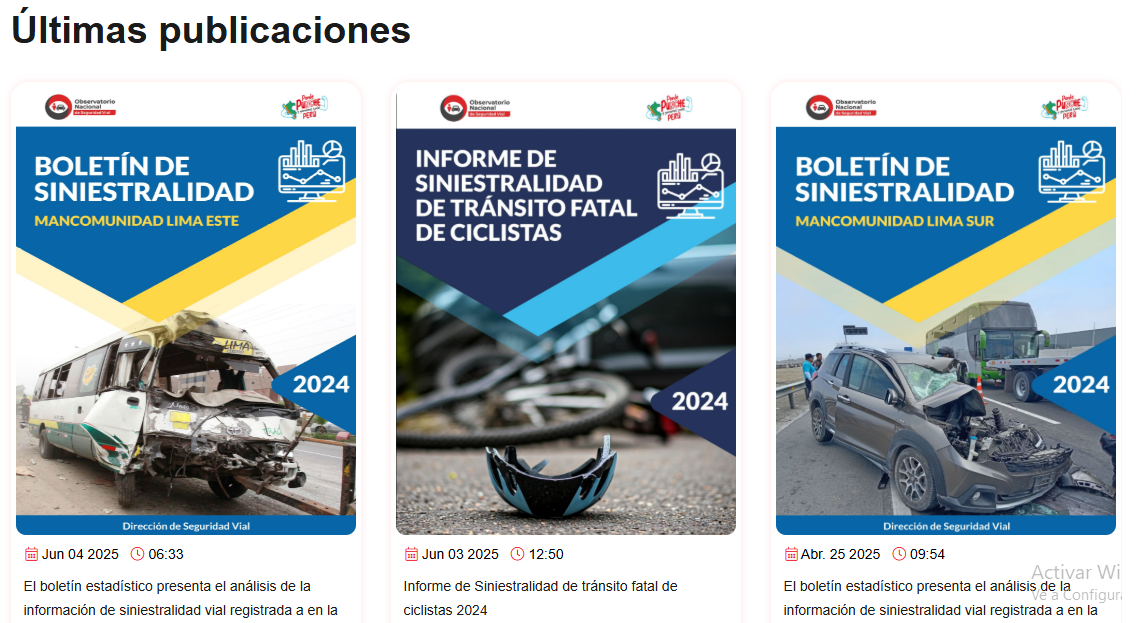 Últimas publicaciones
Observatorio
Nacional
de Seguridad Vial
PERÚ
BOLETÍN DE
SINIESTRALIDAD
MANCOMUNIDAD LIMA ESTE
LIMA
2024
Dirección de Seguridad Vial
Jun 04 2025 06:33
El boletín estadístico presenta el análisis de la
información de siniestralidad vial registrada a en la
Observatorio
Nacional
de Seguridad Vial
PERÚ
INFORME DE
SINIESTRALIDAD
DE TRÁNSITO FATAL
DE CICLISTAS
2024
Jun 03 2025 12:50
Informe de Siniestralidad de tránsito fatal de
ciclistas 2024
Observatorio
Nacional
de Seguridad Vial
PERÚ
BOLETÍN DE
SINIESTRALIDAD
MANCOMUNIDAD LIMA SUR
2024
Dirección de Seguridad Vial
Abr. 25 2025 09:54
El boletín estadístico presenta el análisis de la
información de siniestralidad vial registrada a en la
Activar Wi
Ve a Configura